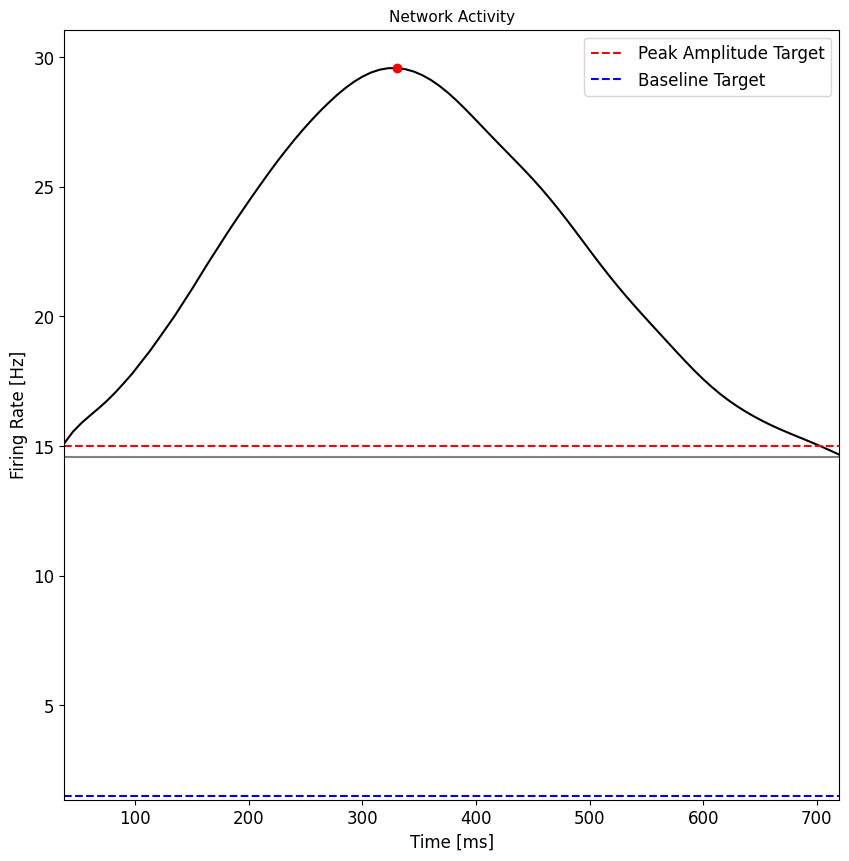 Network Activity
Peak Amplitude Target
Baseline Target
Firing Rate [Hz]
30
25
20
15
10
5
100 200 300 400 500 600 700
Time [ms]